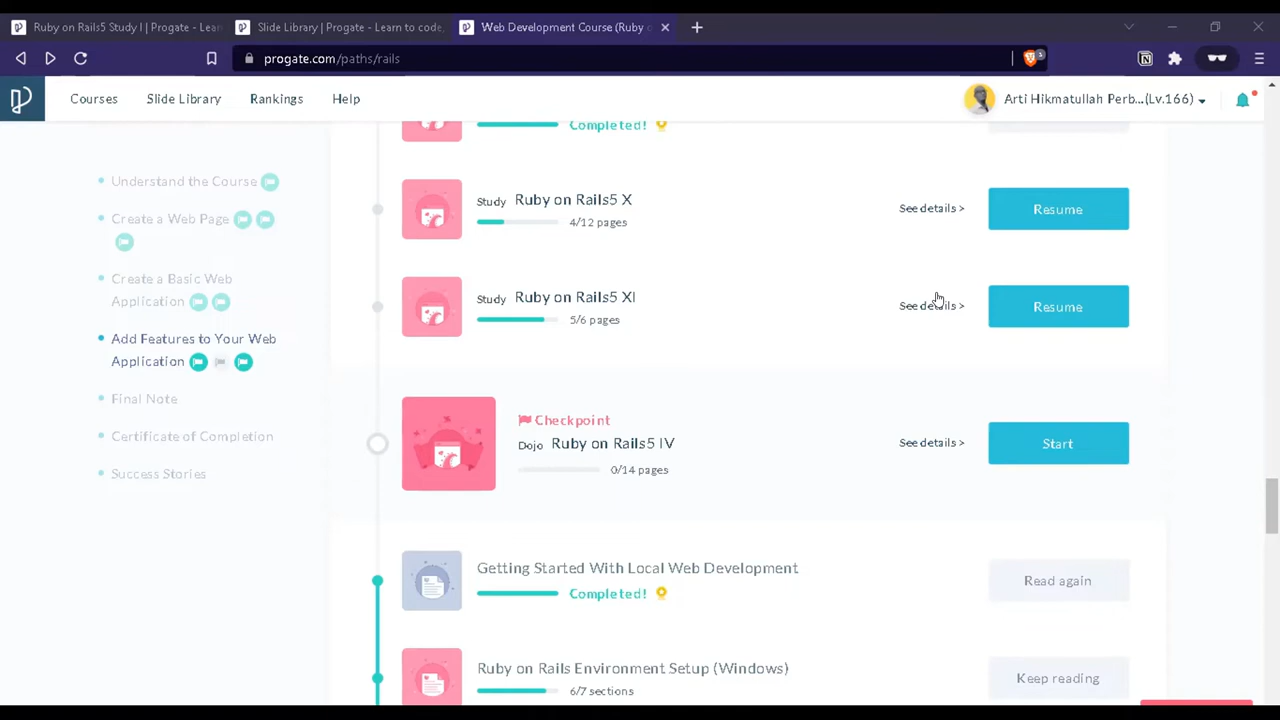 Ruby on Rails5 Study I | Progate - Lear
Slide Library | Progate - Learn to code,
Web Development Course (Ruby o
progate.com/paths/rails
Courses
Slide Library
Rankings
Help
Arti Hikmatullah Perb...(Lv.166)
Completed!
Understand the Course
Create a Web Page
Create a Basic Web
Application
Add Features to Your Web
Application
Final Note
Certificate of Completion
Success Stories
Study Ruby on Rails5 X
4/12 pages
See details >
Resume
Study Ruby on Rails5 XI
5/6 pages
See details >
Resume
Checkpoint
Dojo Ruby on Rails5 IV
0/14 pages
See details >
Start
Getting Started With Local Web Development
Completed!
Read again
Ruby on Rails Environment Setup (Windows)
6/7 sections
Keep reading